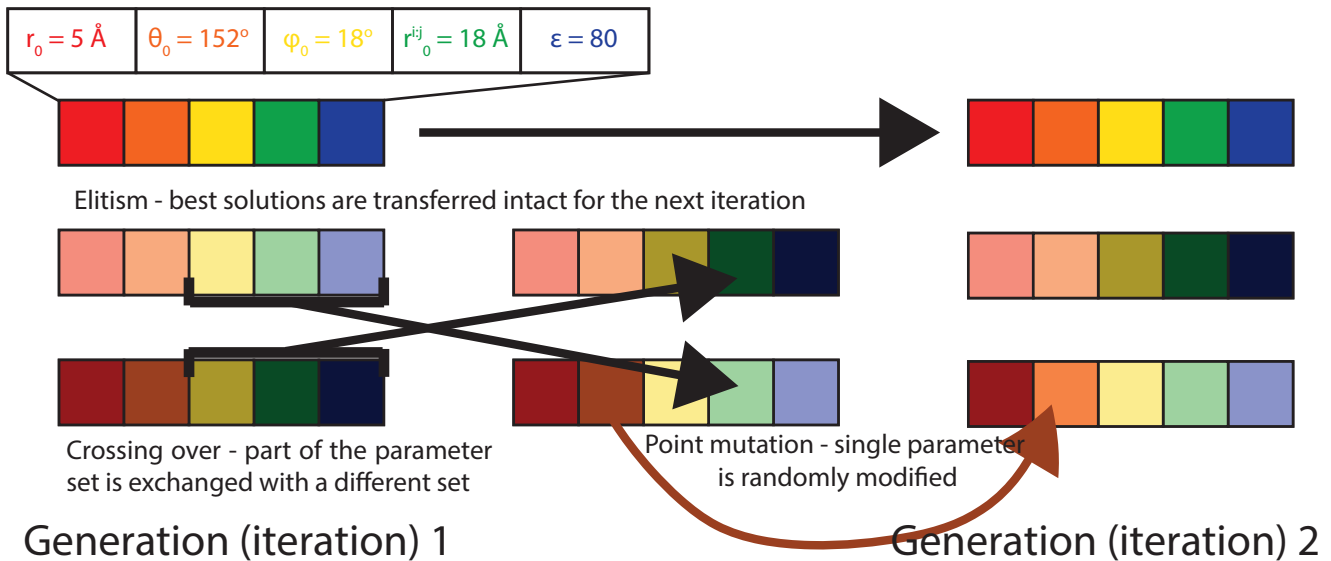 r₀ = 5 Å θ₀ = 152° φ₀ = 18° rⁱ:ʲ₀ = 18 Å ε = 80
Elitism - best solutions are transferred intact for the next iteration
Crossing over - part of the parameter
set is exchanged with a different set
Point mutation - single parameter
is randomly modified
Generation (iteration) 1
Generation (iteration) 2